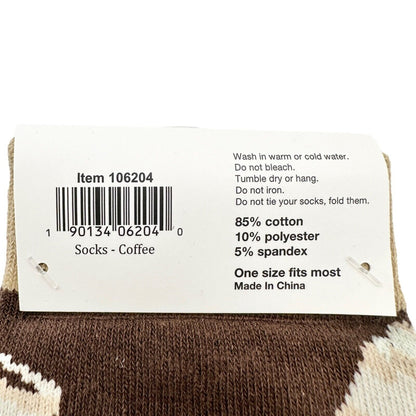 Item 106204
1 90134 06204 0
Socks - Coffee
Wash in warm or cold water.
Do not bleach.
Tumble dry or hang.
Do not iron.
Do not tie your socks, fold them.
85% cotton
10% polyester
5% spandex
One size fits most
Made In China